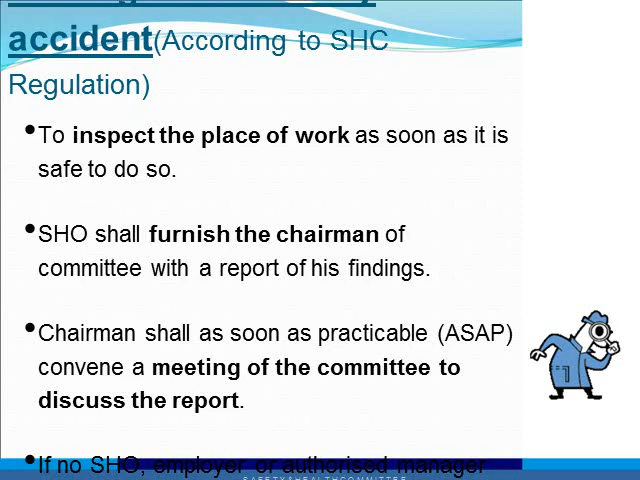 accident(According to SHC
Regulation)
•To inspect the place of work as soon as it is
safe to do so.
•SHO shall furnish the chairman of
committee with a report of his findings.
•Chairman shall as soon as practicable (ASAP)
convene a meeting of the committee to
discuss the report.
•If no SHO, employer or authorised manager
SAFETY&HEALTHCOMMITTEE